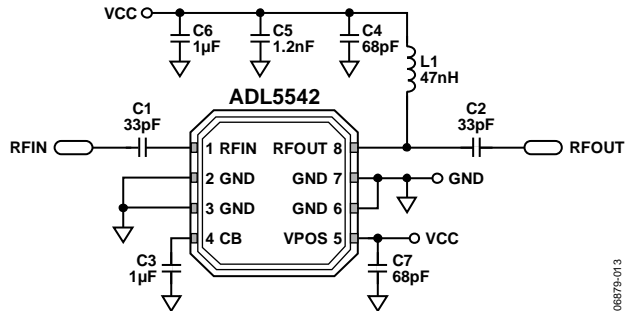 VCC
C6
1µF
C5
1.2nF
C4
68pF
L1
47nH
ADL5542
C1
33pF
C2
33pF
RFIN
1 RFIN
RFOUT 8
RFOUT
2 GND
GND 7
GND
3 GND
GND 6
4 CB
VPOS 5
VCC
C3
1µF
C7
68pF
06879-013